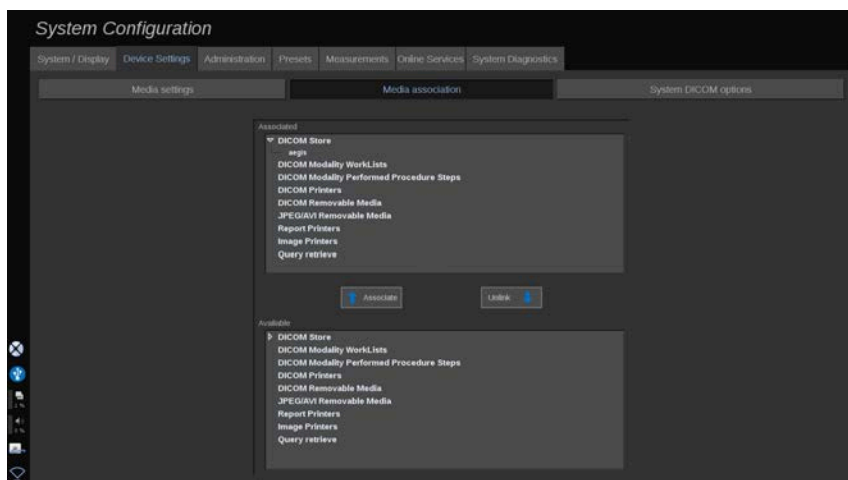 System Configuration
System / Display Device Settings Administration Presets Measurements Online Services System Diagnostics
Media settings Media association System DICOM options
Associated
DICOM Store
aegis
DICOM Modality WorkLists
DICOM Modality Performed Procedure Steps
DICOM Printers
DICOM Removable Media
JPEG/AVI Removable Media
Report Printers
Image Printers
Query retrieve
Associate Unlink
Available
DICOM Store
DICOM Modality WorkLists
DICOM Modality Performed Procedure Steps
DICOM Printers
DICOM Removable Media
JPEG/AVI Removable Media
Report Printers
Image Printers
Query retrieve